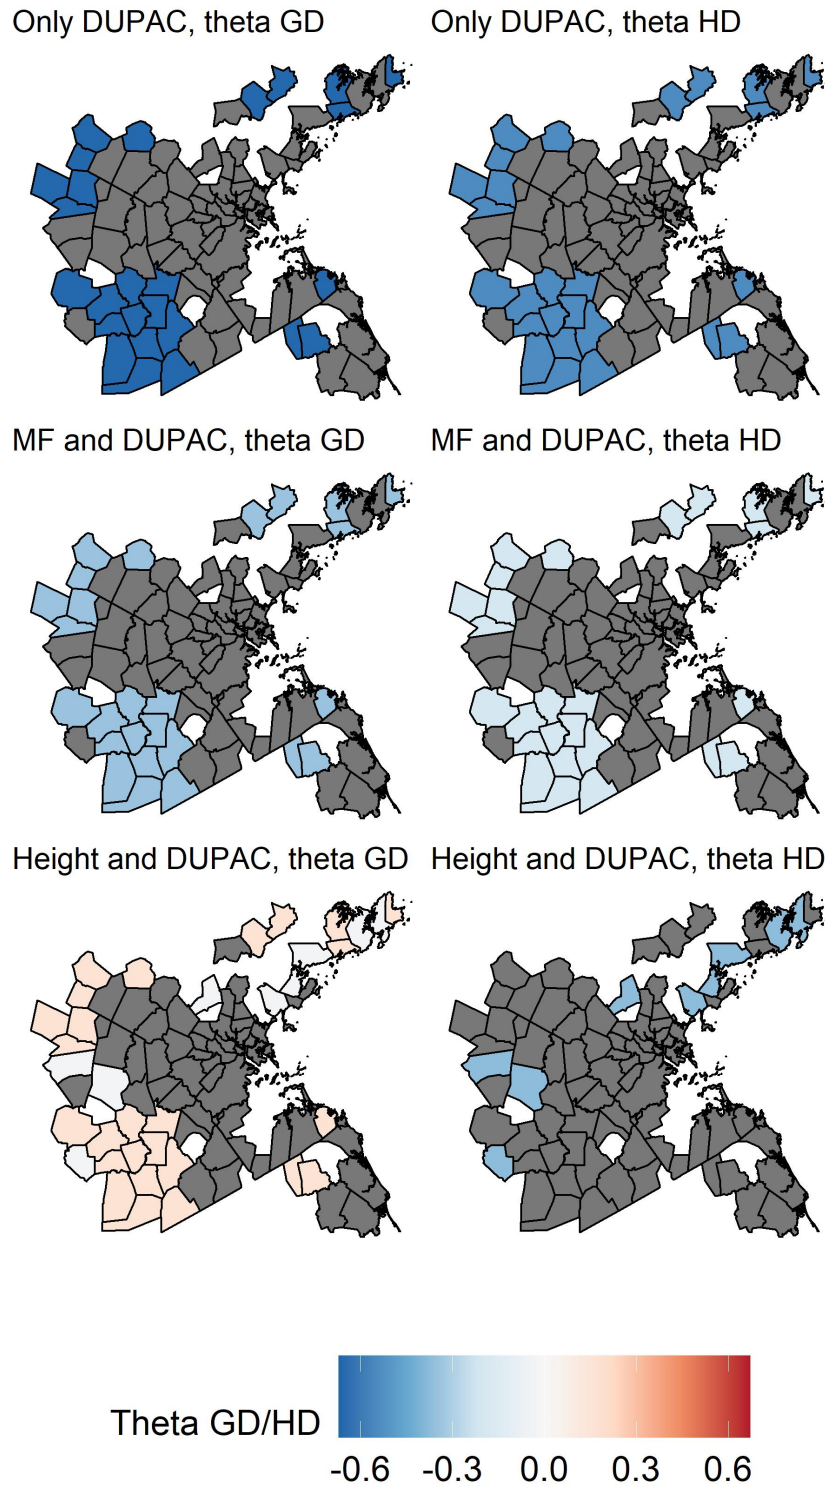 Only DUPAC, theta GD
Only DUPAC, theta HD
MF and DUPAC, theta GD
MF and DUPAC, theta HD
Height and DUPAC, theta GD
Height and DUPAC, theta HD
Theta GD/HD
-0.6 -0.3 0.0 0.3 0.6